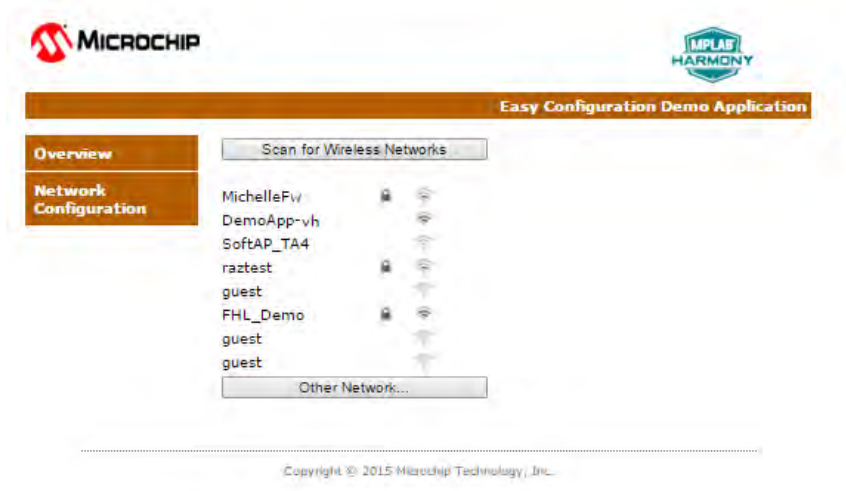 MICROCHIP
MPLAB
HARMONY
Easy Configuration Demo Application
Overview
Network
Configuration
Scan for Wireless Networks
MichelleFw
DemoApp-vh
SoftAP_TA4
raztest
guest
FHL_Demo
guest
guest
Other Network...
Copyright © 2015 Microchip Technology, Inc.